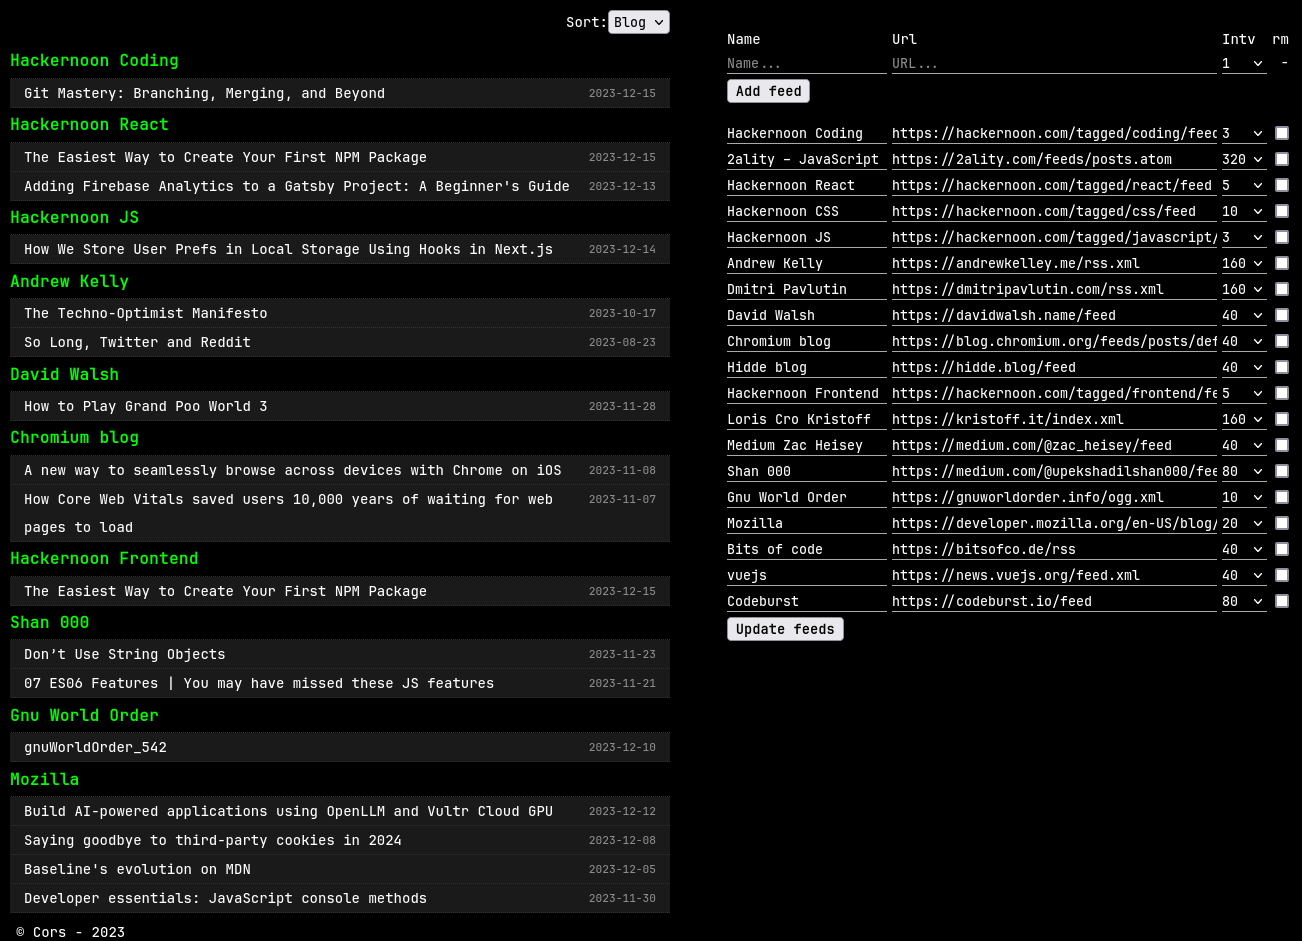 Sort: Blog
Hackernoon Coding
Git Mastery: Branching, Merging, and Beyond 2023-12-15
Hackernoon React
The Easiest Way to Create Your First NPM Package 2023-12-15
Adding Firebase Analytics to a Gatsby Project: A Beginner's Guide 2023-12-13
Hackernoon JS
How We Store User Prefs in Local Storage Using Hooks in Next.js 2023-12-14
Andrew Kelly
The Techno-Optimist Manifesto 2023-10-17
So Long, Twitter and Reddit 2023-08-23
David Walsh
How to Play Grand Poo World 3 2023-11-28
Chromium blog
A new way to seamlessly browse across devices with Chrome on iOS 2023-11-08
How Core Web Vitals saved users 10,000 years of waiting for web 2023-11-07
pages to load
Hackernoon Frontend
The Easiest Way to Create Your First NPM Package 2023-12-15
Shan 000
Don’t Use String Objects 2023-11-23
07 ES06 Features | You may have missed these JS features 2023-11-21
Gnu World Order
gnuWorldOrder_542 2023-12-10
Mozilla
Build AI-powered applications using OpenLLM and Vultr Cloud GPU 2023-12-12
Saying goodbye to third-party cookies in 2024 2023-12-08
Baseline's evolution on MDN 2023-12-05
Developer essentials: JavaScript console methods 2023-11-30
© Cors - 2023
Name Url Intv rm
Name... URL... 1 -
Add feed
Hackernoon Coding https://hackernoon.com/tagged/coding/feed 3
2ality – JavaScript https://2ality.com/feeds/posts.atom 320
Hackernoon React https://hackernoon.com/tagged/react/feed 5
Hackernoon CSS https://hackernoon.com/tagged/css/feed 10
Hackernoon JS https://hackernoon.com/tagged/javascript/ 3
Andrew Kelly https://andrewkelley.me/rss.xml 160
Dmitri Pavlutin https://dmitripavlutin.com/rss.xml 160
David Walsh https://davidwalsh.name/feed 40
Chromium blog https://blog.chromium.org/feeds/posts/def 40
Hidde blog https://hidde.blog/feed 40
Hackernoon Frontend https://hackernoon.com/tagged/frontend/fe 5
Loris Cro Kristoff https://kristoff.it/index.xml 160
Medium Zac Heisey https://medium.com/@zac_heisey/feed 40
Shan 000 https://medium.com/@upekshadilshan000/fee 80
Gnu World Order https://gnuworldorder.info/ogg.xml 10
Mozilla https://developer.mozilla.org/en-US/blog/ 20
Bits of code https://bitsofco.de/rss 40
vuejs https://news.vuejs.org/feed.xml 40
Codeburst https://codeburst.io/feed 80
Update feeds